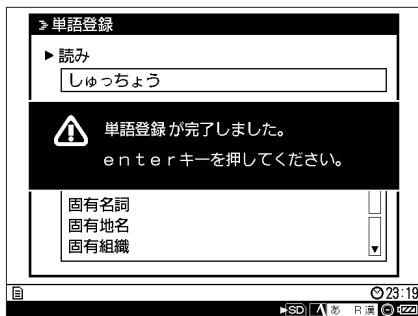 単語登録
読み
しゅっちょう
単語登録が完了しました。
ｅｎｔｅｒキーを押してください。
固有名詞
固有地名
固有組織
23:19
SD あ R漢